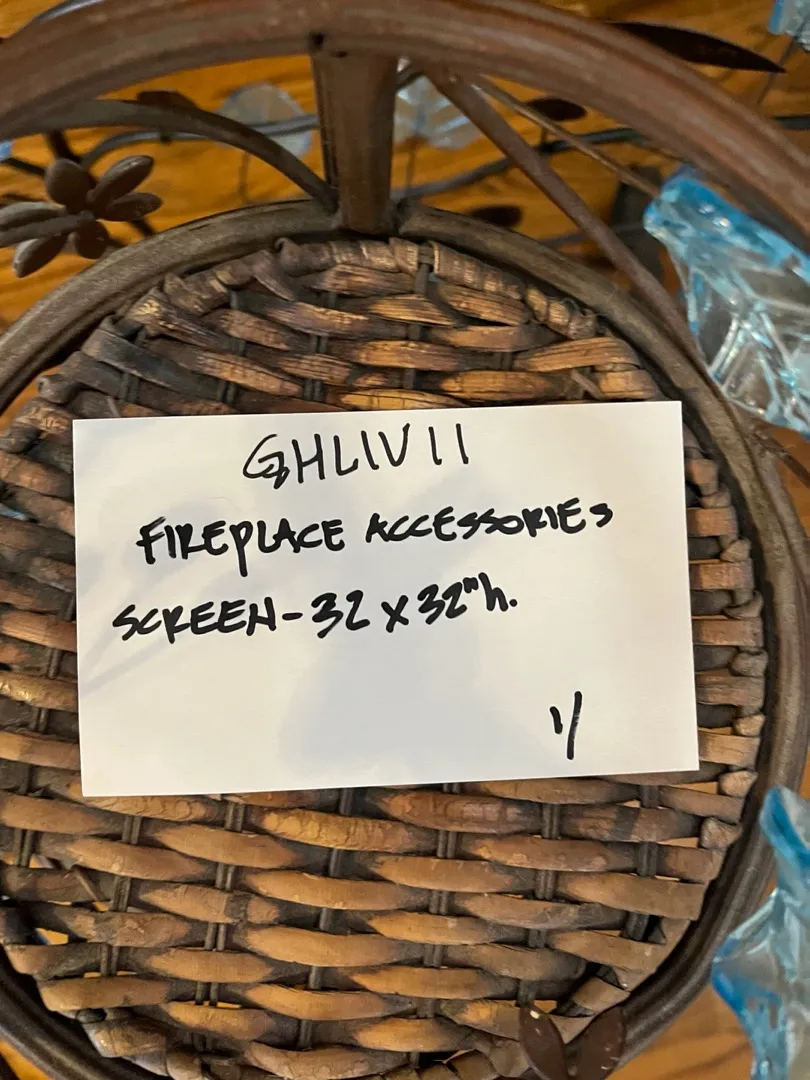 GHLIV11
FIREPLACE ACCESSORIES
SCREEN-32 X 32"h.
1/